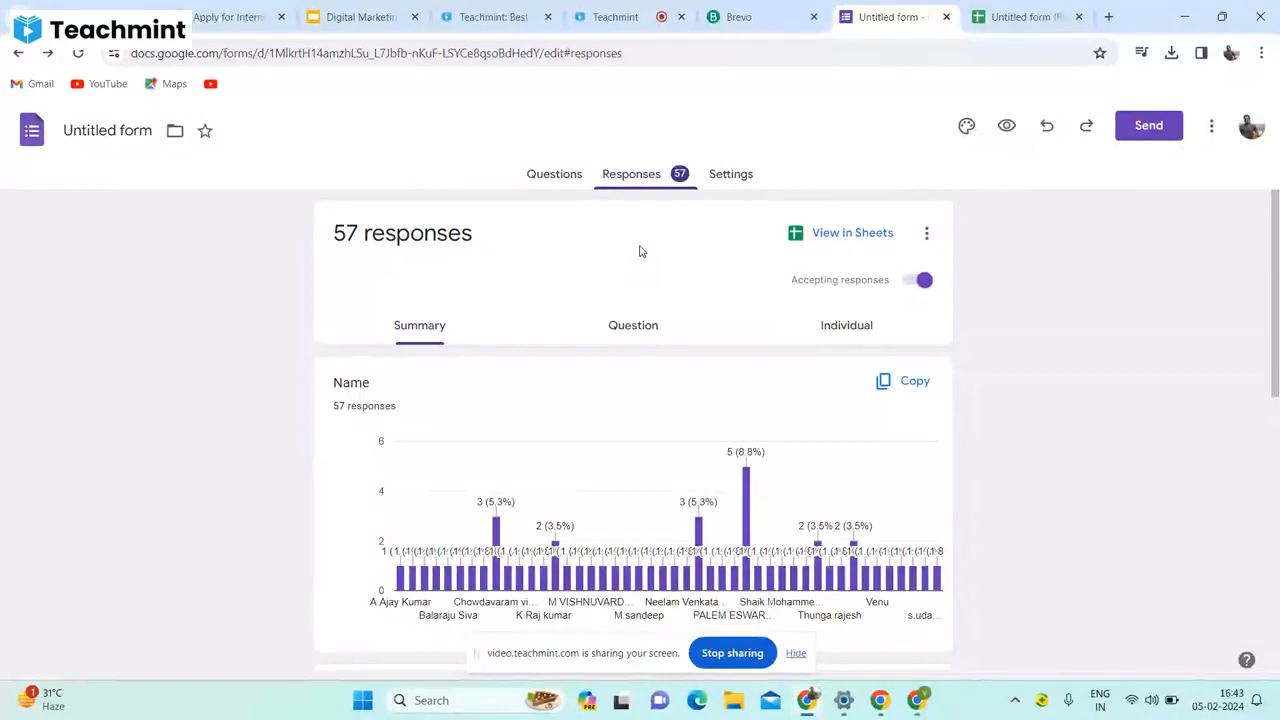 Teachmint
Apply for Intern
Digital Marketin
Teachmint: Best
Teachmint
Brevo
Untitled form -
Untitled form (R
docs.google.com/forms/d/1MlkrtH14amzhLSu_L7Jbfb-nKuF-LSYCe8qsoBdHedY/edit#responses
Gmail
YouTube
Maps
Untitled form
Send
Questions
Responses
57
Settings
57 responses
View in Sheets
Accepting responses
Summary
Question
Individual
Name
Copy
57 responses
6
5 (8.8%)
4
3 (5.3%)
3 (5.3%)
2 (3.5%)
2 (3.5%
2 (3.5%)
2
0
A.Ajay Kumar
Chowdavaram vi...
M VISHNUVARD...
Neelam Venkata...
Shaik Mohamme...
Venu
Balaraju Siva
K Raj kumar
M.sandeep
PALEM ESWAR...
Thunga rajesh
s.uda...
video.teachmint.com is sharing your screen.
Stop sharing
Hide
1
31°C
Haze
Search
ENG
IN
16:43
05-02-2024